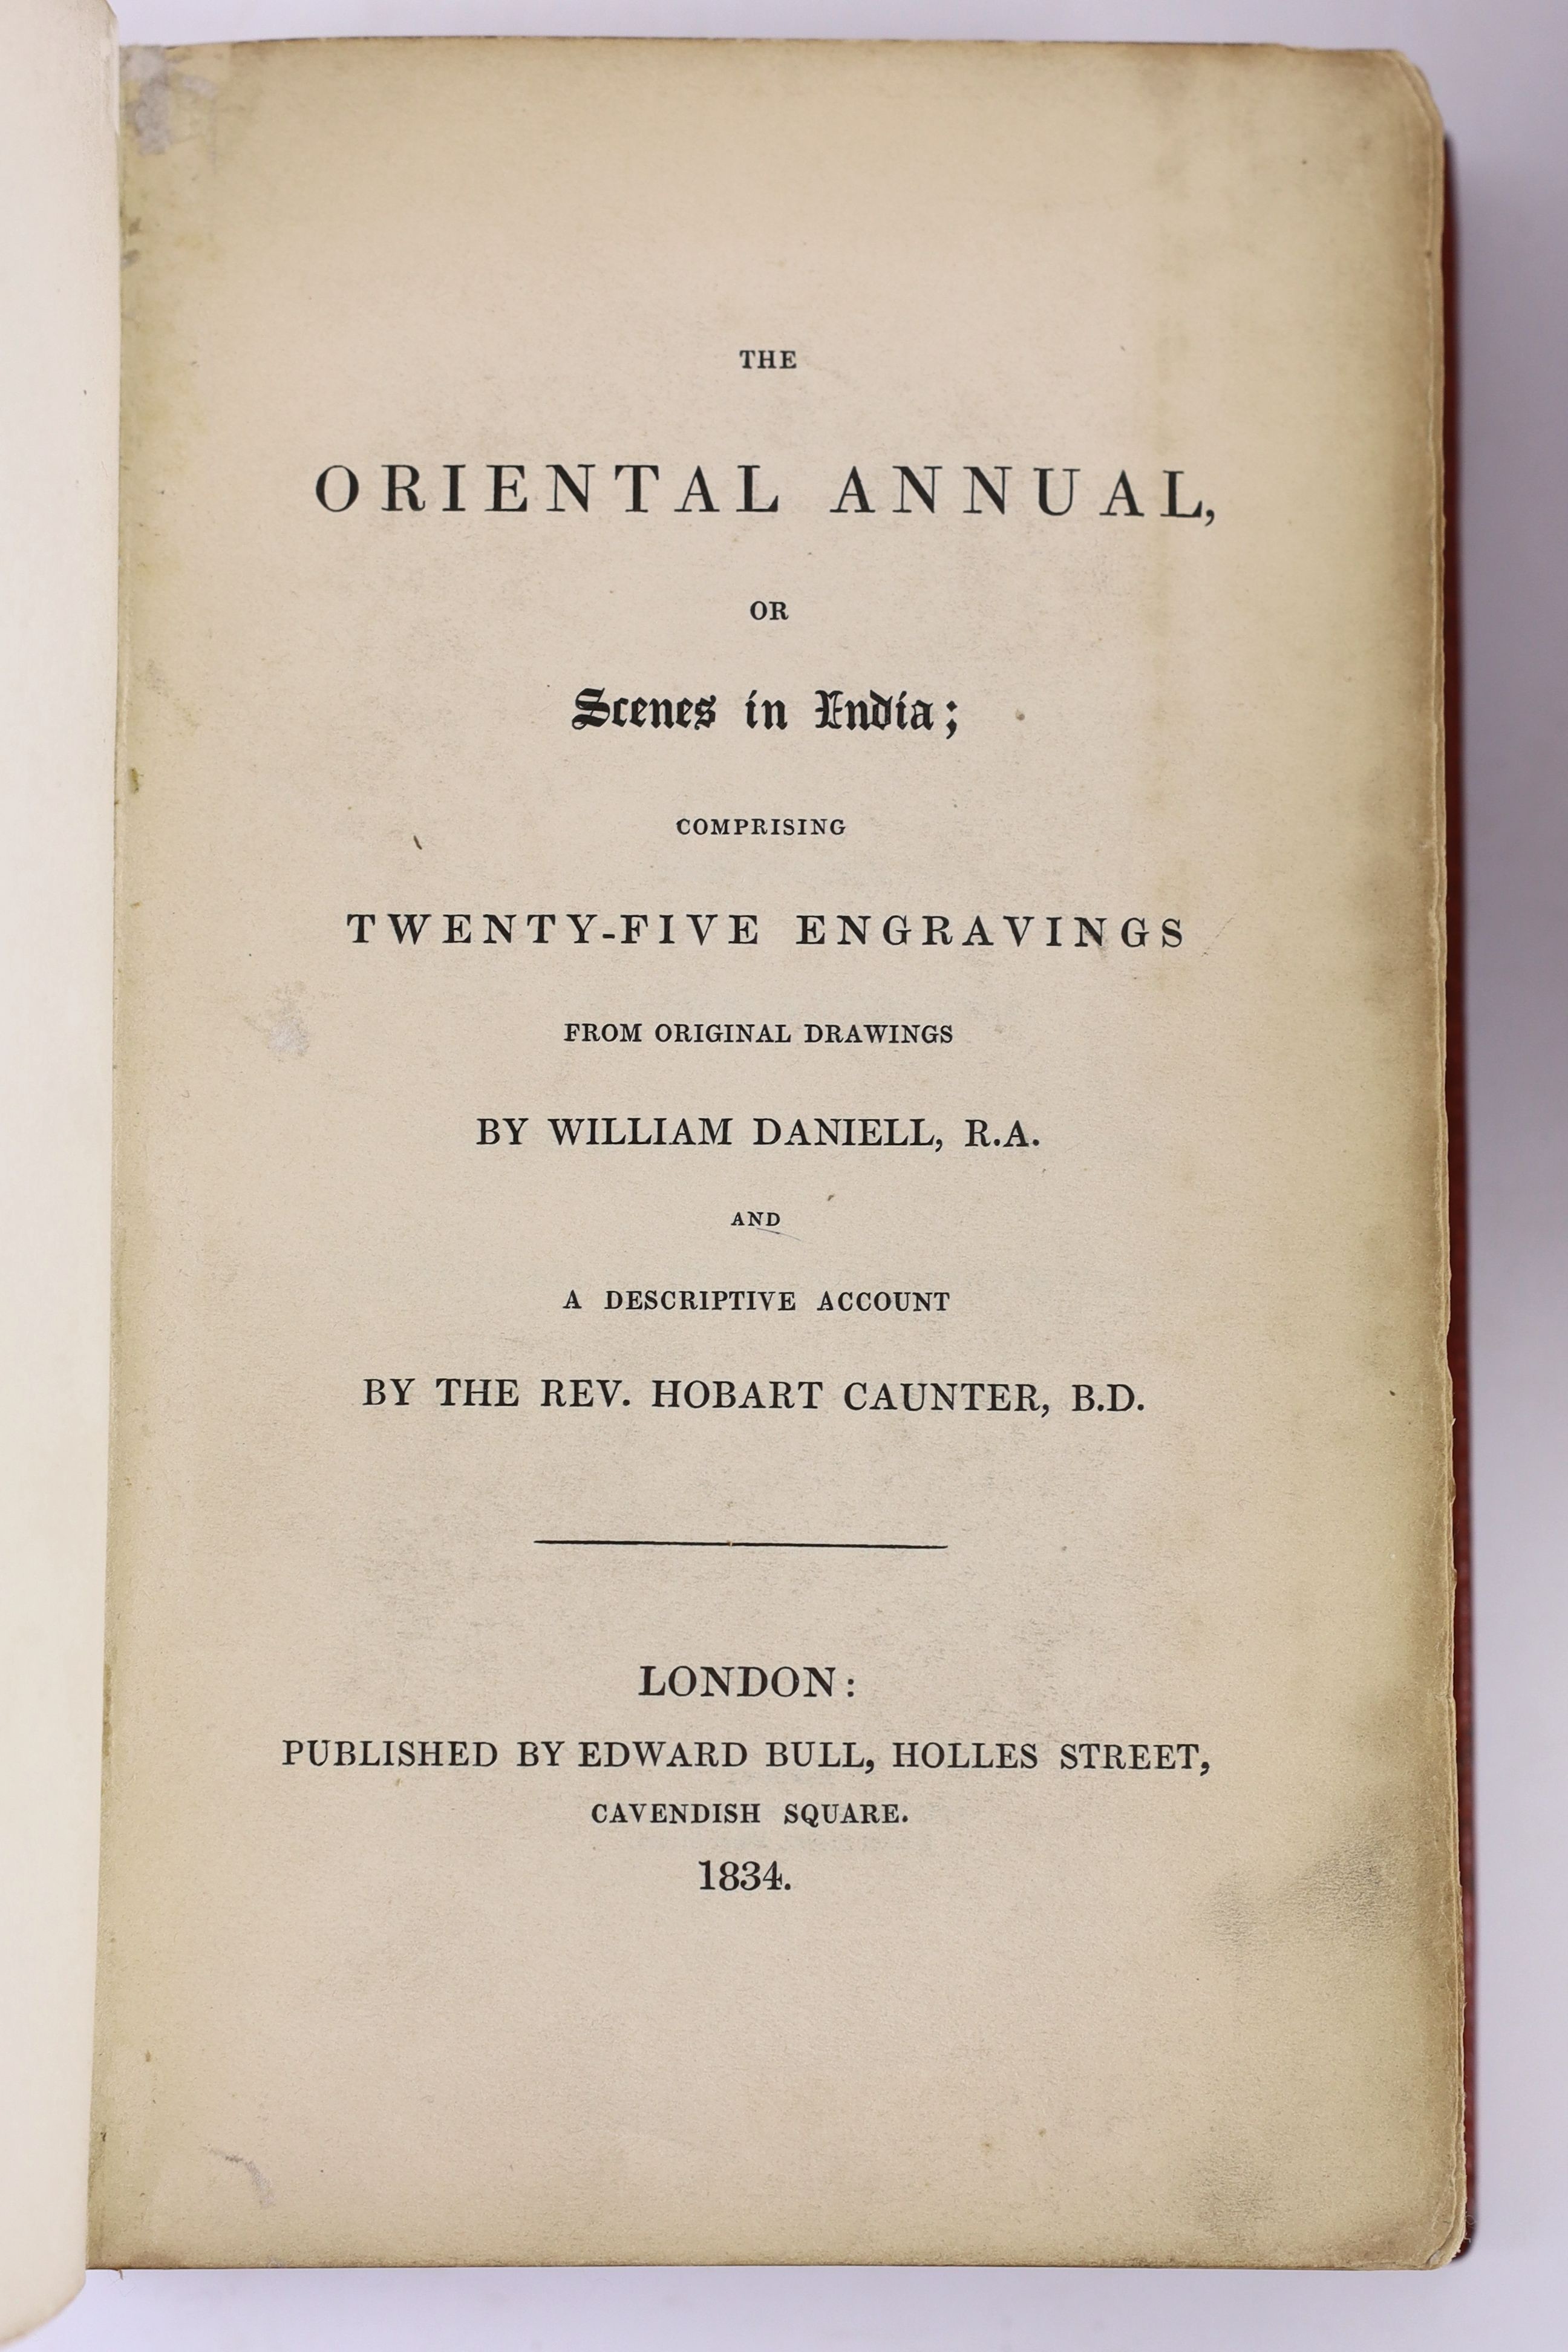 THE
ORIENTAL ANNUAL,
OR
Scenes in India;
COMPRISING
TWENTY-FIVE ENGRAVINGS
FROM ORIGINAL DRAWINGS
BY WILLIAM DANIELL, R.A.
AND
A DESCRIPTIVE ACCOUNT
BY THE REV. HOBART CAUNTER, B.D.
LONDON:
PUBLISHED BY EDWARD BULL, HOLLES STREET,
CAVENDISH SQUARE.
1834.